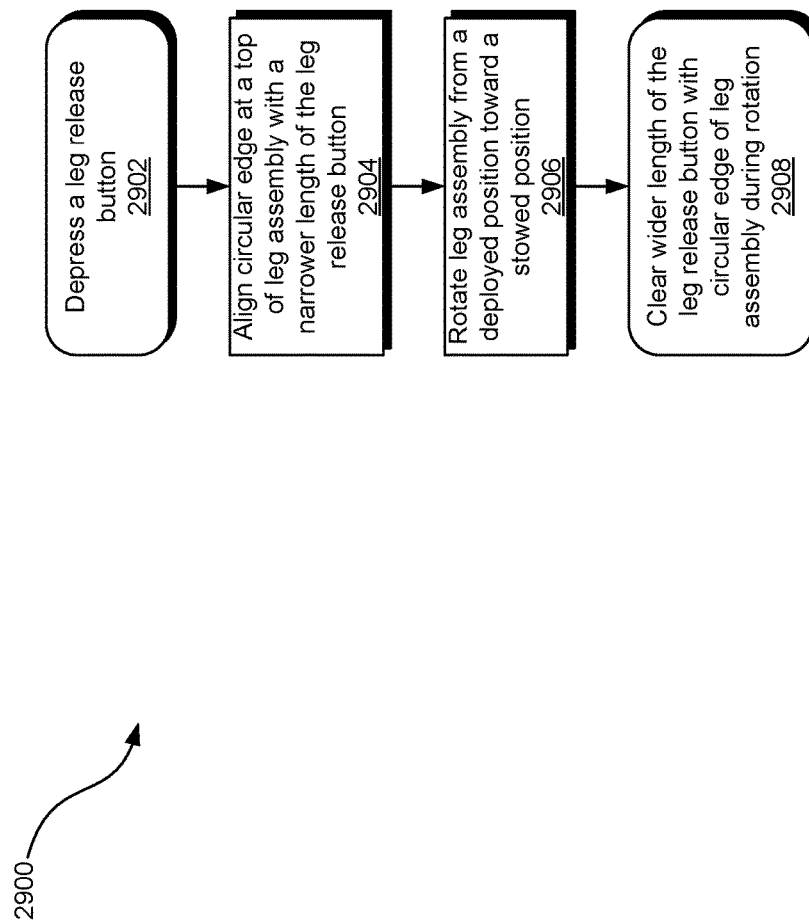 2900
Depress a leg release
button
2902
Align circular edge at a top
of leg assembly with a
narrower length of the leg
release button
2904
Rotate leg assembly from a
deployed position toward a
stowed position
2906
Clear wider length of the
leg release button with
circular edge of leg
assembly during rotation
2908